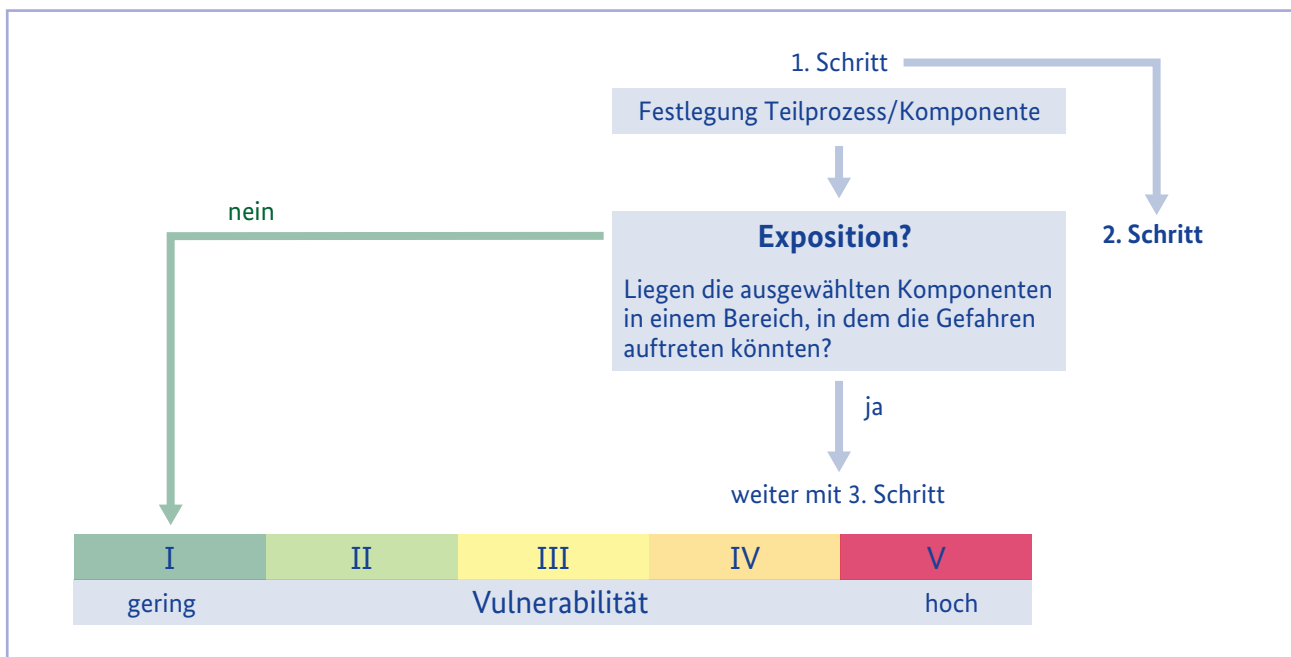 1. Schritt
Festlegung Teilprozess/Komponente
nein
Exposition?
2. Schritt
Liegen die ausgewählten Komponenten
in einem Bereich, in dem die Gefahren
auftreten könnten?
ja
weiter mit 3. Schritt
I II III IV V
gering Vulnerabilität hoch